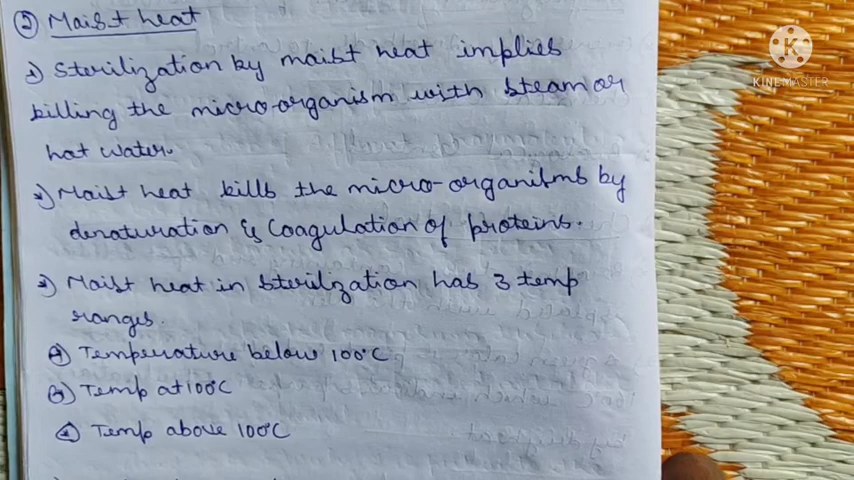 ② Moist heat
1) Sterilization by moist heat implies
killing the micro-organism with steam or
hot water.
2) Moist heat kills the micro-organisms by
denaturation & Coagulation of proteins.
3) Moist heat in sterilization has 3 temp
ranges.
Temperature below 100°C
Temp at 100°C
Temp above 100°C
KINEMASTER